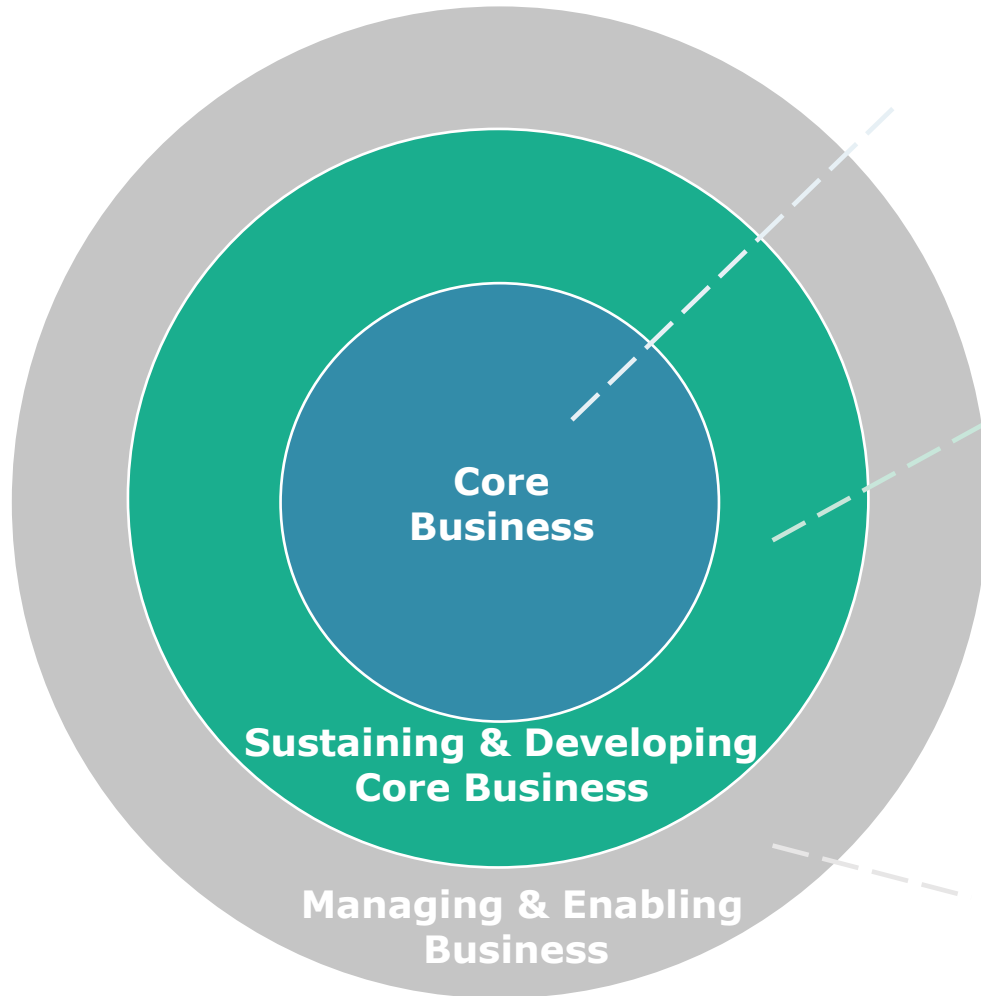 Core
Business
Sustaining & Developing
Core Business
Managing & Enabling
Business